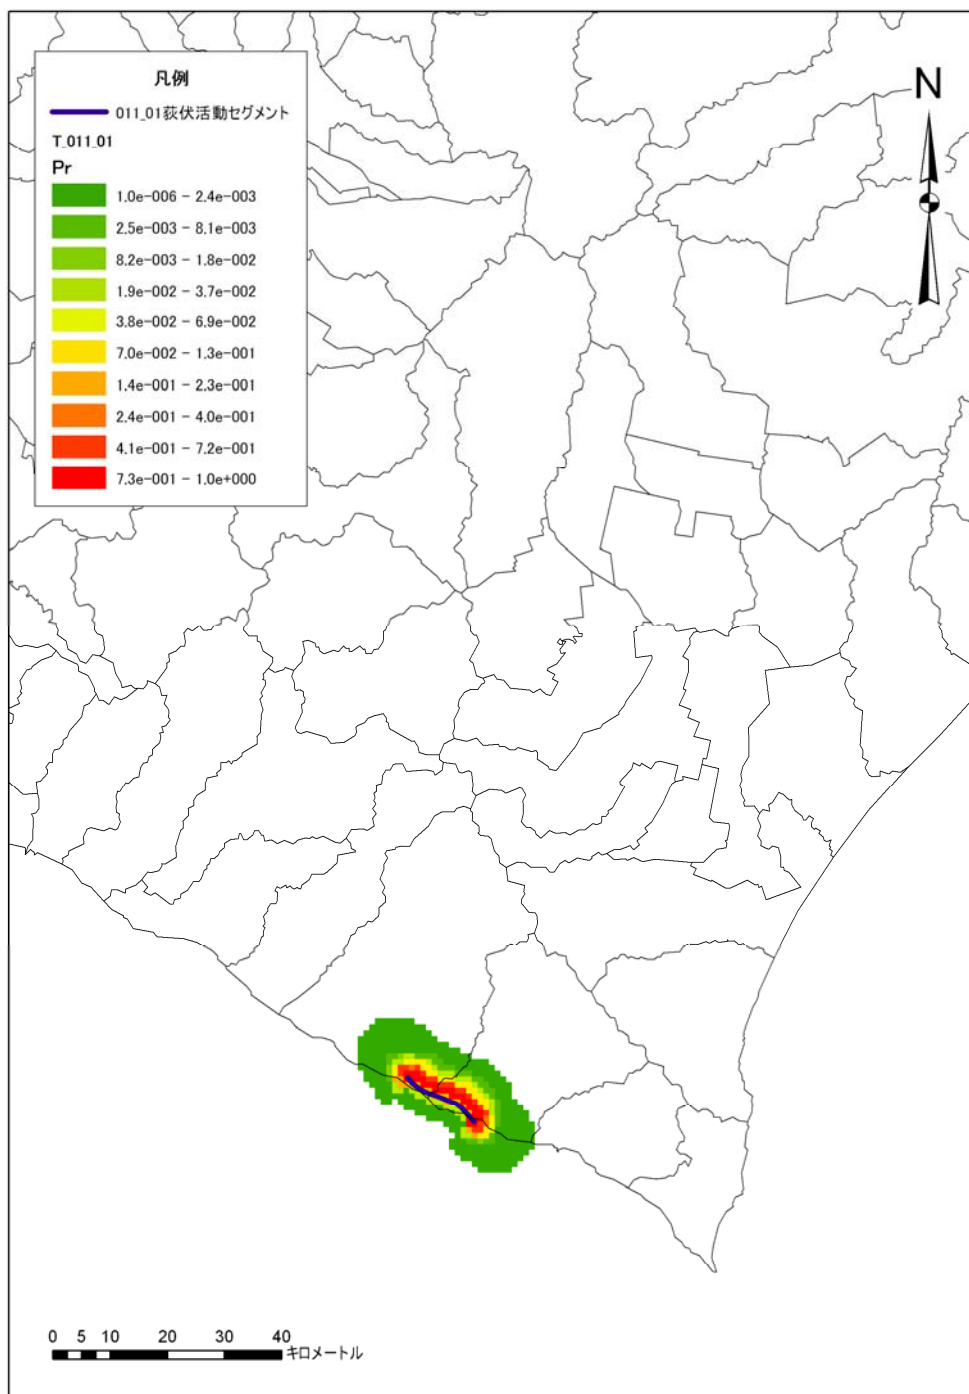 凡例
011_01荻伏活動セグメント
T_011_01
Pr
1.0e-006 - 2.4e-003
2.5e-003 - 8.1e-003
8.2e-003 - 1.8e-002
1.9e-002 - 3.7e-002
3.8e-002 - 6.9e-002
7.0e-002 - 1.3e-001
1.4e-001 - 2.3e-001
2.4e-001 - 4.0e-001
4.1e-001 - 7.2e-001
7.3e-001 - 1.0e+000
N
0 5 10 20 30 40
キロメートル